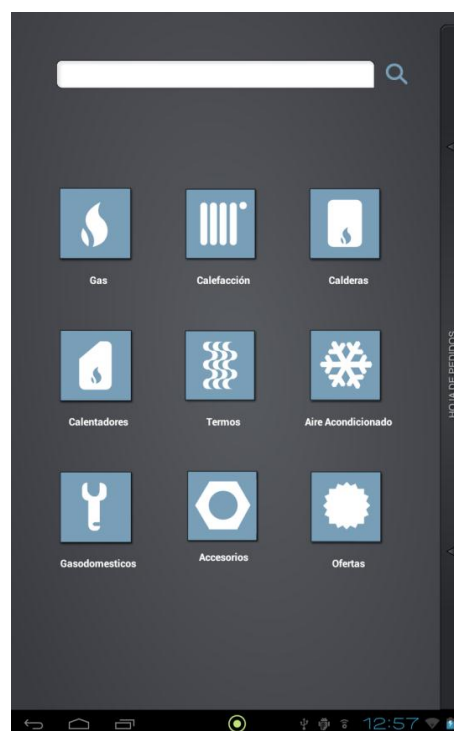 Gas
Calefacción
Calderas
Calentadores
Termos
Aire Acondicionado
Gasodomesticos
Accesorios
Ofertas
HOJA DE PEDIDOS
12:57